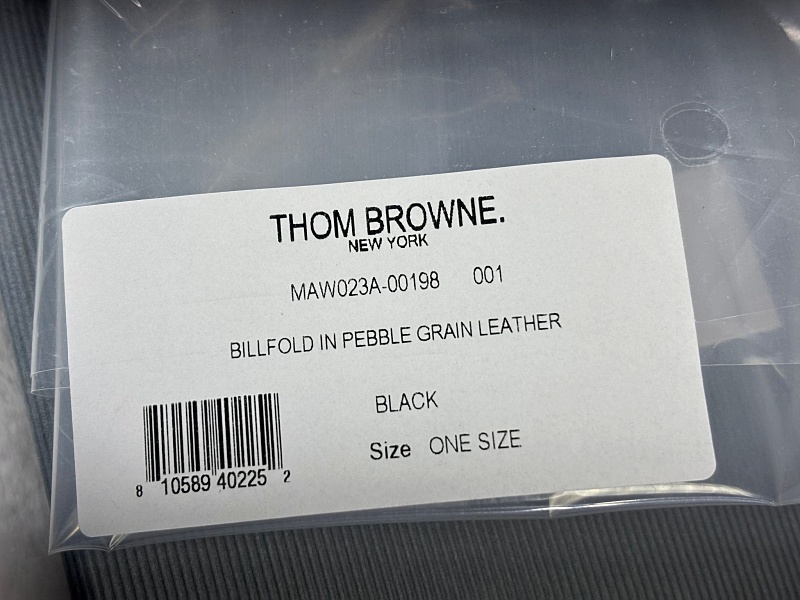 THOM BROWNE.
NEW YORK
MAW023A-00198 001
BILLFOLD IN PEBBLE GRAIN LEATHER
BLACK
Size ONE SIZE
8 10589 40225 2